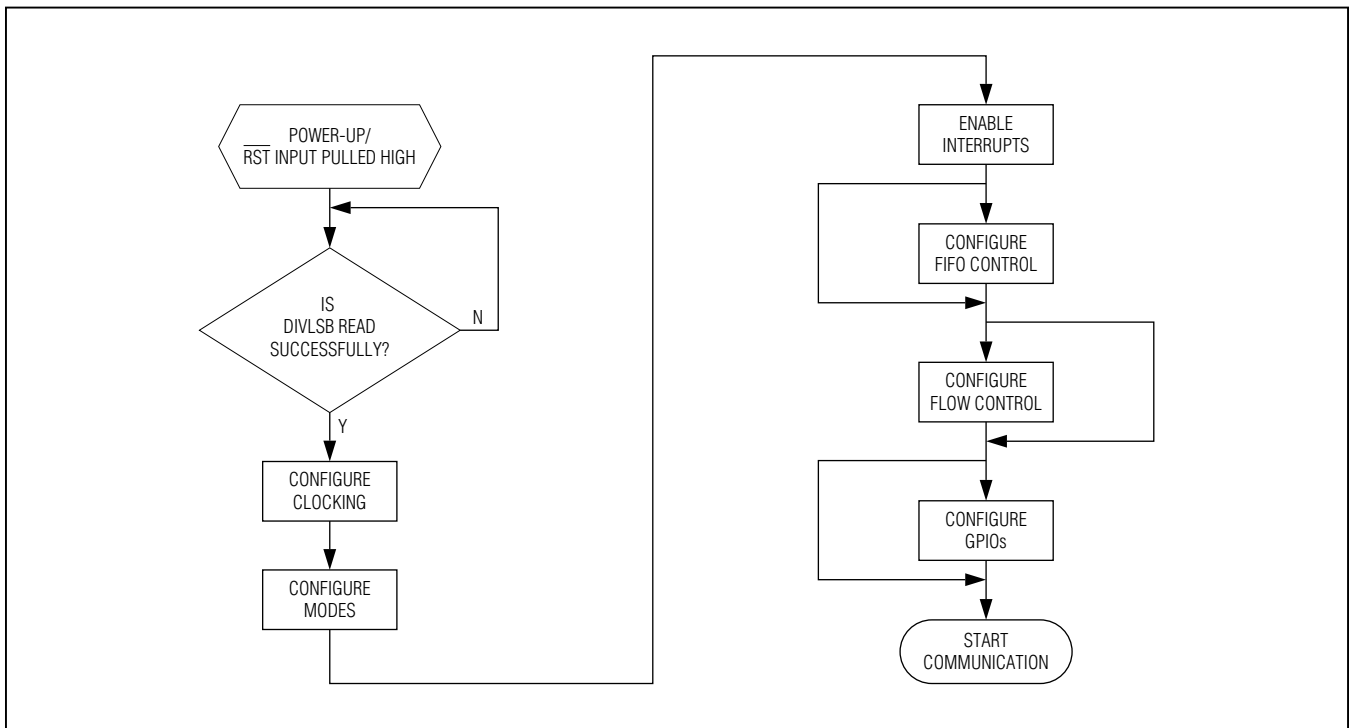 POWER-UP/
RST INPUT PULLED HIGH
IS
DIVLSB READ
SUCCESSFULLY?
N
Y
CONFIGURE
CLOCKING
CONFIGURE
MODES
ENABLE
INTERRUPTS
CONFIGURE
FIFO CONTROL
CONFIGURE
FLOW CONTROL
CONFIGURE
GPIOs
START
COMMUNICATION